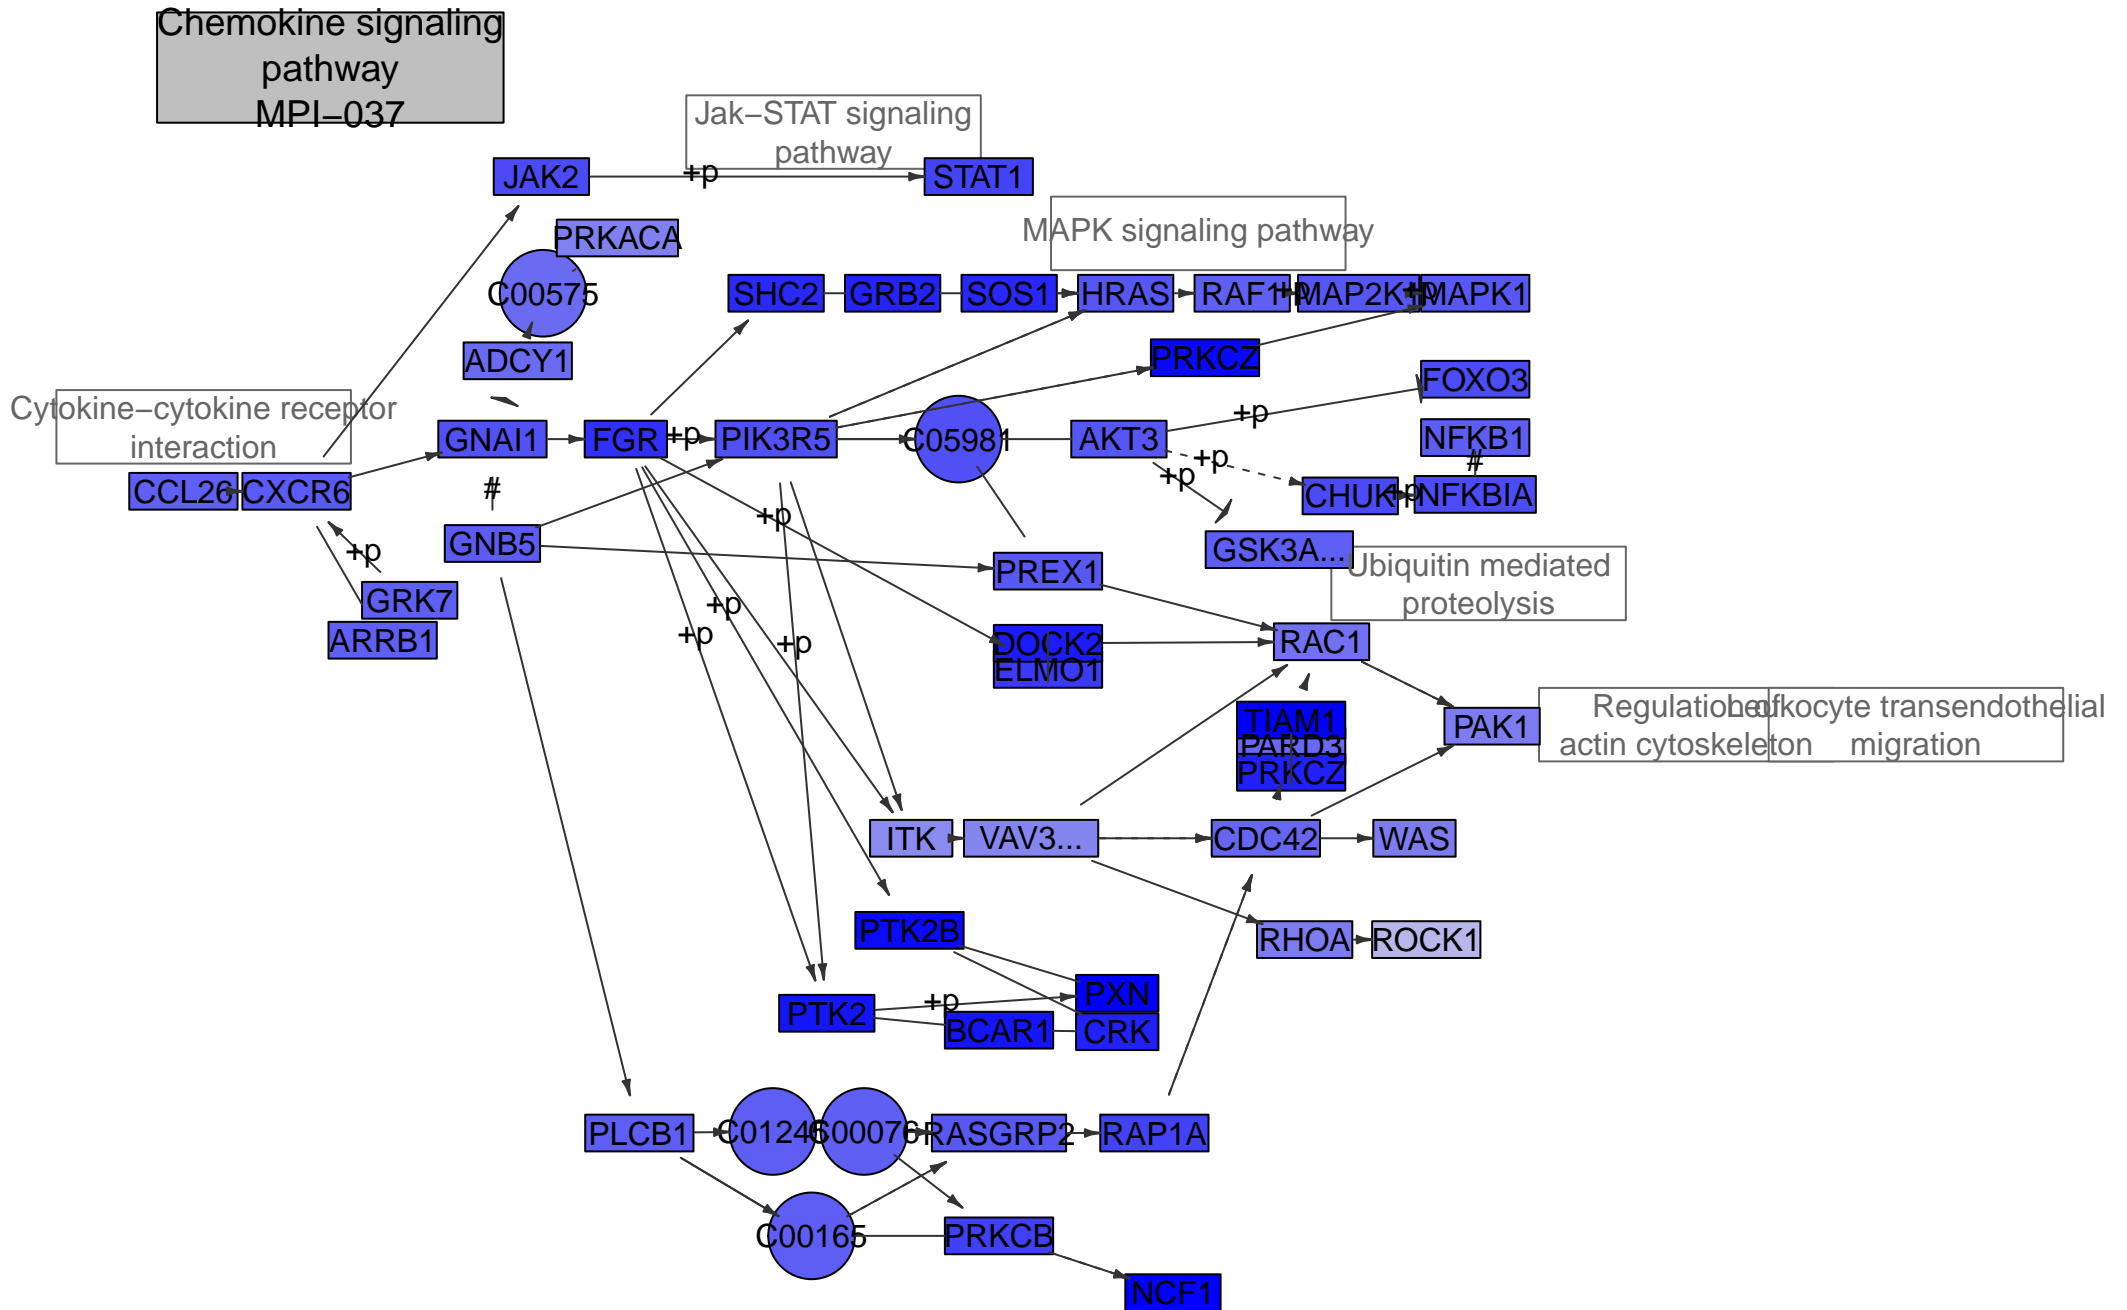 Chemokine signaling
pathway
MPI−037
Jak−STAT signaling
pathway
JAK2
+p
STAT1
PRKACA
MAPK signaling pathway
C00575
SHC2
GRB2
SOS1
HRAS
RAF1
+p
MAP2K1
+p
MAPK1
ADCY1
PRKCZ
FOXO3
Cytokine−cytokine receptor
interaction
+p
GNAI1
FGR
+p
PIK3R5
C05981
AKT3
NFKB1
+p
#
+p
CCL26
CXCR6
#
CHUK
+p
NFKBIA
+p
+p
GNB5
GSK3A...
PREX1
Ubiquitin mediated
proteolysis
GRK7
+p
+p
+p
ARRB1
DOCK2
RAC1
ELMO1
TIAM1
PAK1
Regulation of
actin cytoskeleton
Leukocyte transendothelial
migration
PARD3
PRKCZ
ITK
VAV3...
CDC42
WAS
PTK2B
RHOA
ROCK1
PXN
+p
PTK2
BCAR1
CRK
PLCB1
C01245
C00076
RASGRP2
RAP1A
C00165
PRKCB
NCF1